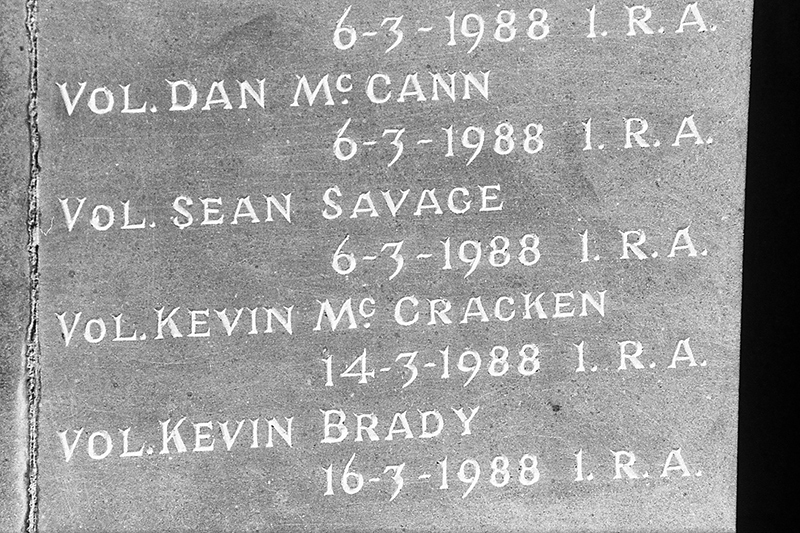 6-3-1988 I.R.A.
VOL. DAN Mc CANN
6-3-1988 I.R.A.
VOL. SEAN SAVAGE
6-3-1988 I.R.A.
VOL. KEVIN Mc CRACKEN
14-3-1988 I.R.A.
VOL. KEVIN BRADY
16-3-1988 I.R.A.